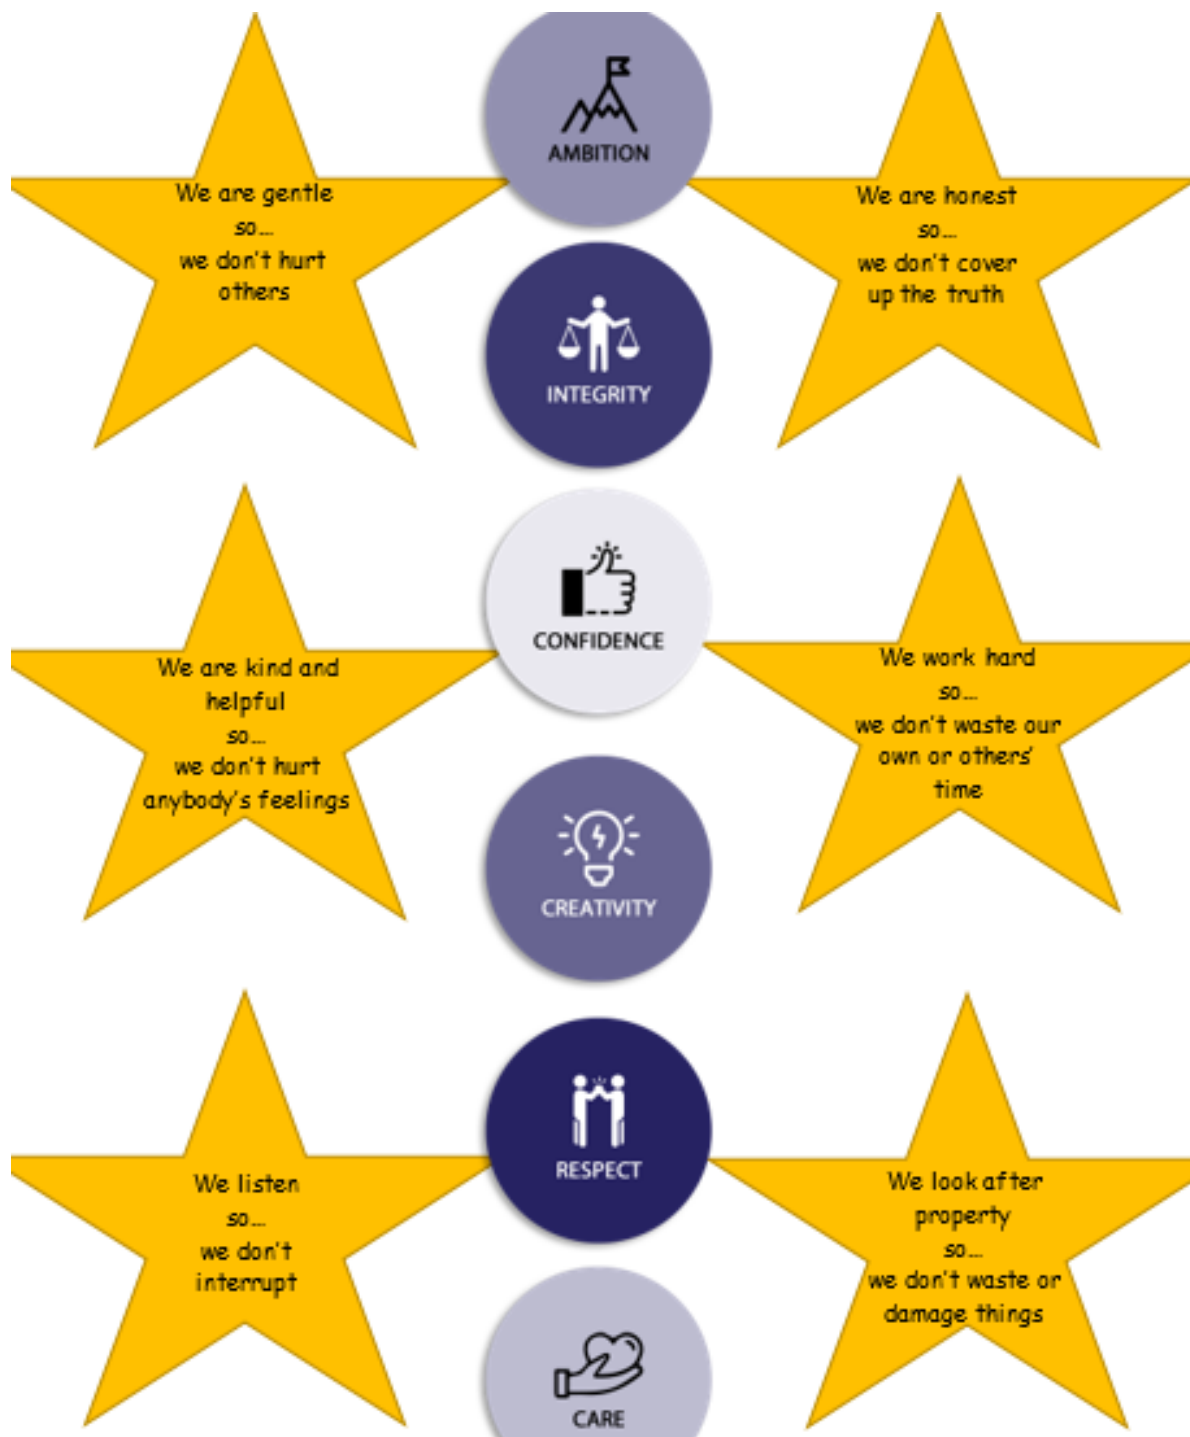 AMBITION
We are gentle
so...
we don't hurt
others
We are honest
so...
we don't cover
up the truth
INTEGRITY
CONFIDENCE
We are kind and
helpful
so...
we don't hurt
anybody's feelings
We work hard
so...
we don't waste our
own or others'
time
CREATIVITY
RESPECT
We listen
so...
we don't
interrupt
We look after
property
so...
we don't waste or
damage things
CARE